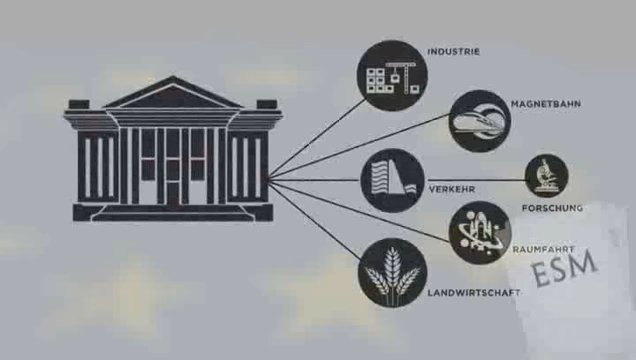 INDUSTRIE
MAGNETBAHN
VERKEHR
FORSCHUNG
RAUMFAHRT
ESM
LANDWIRTSCHAFT